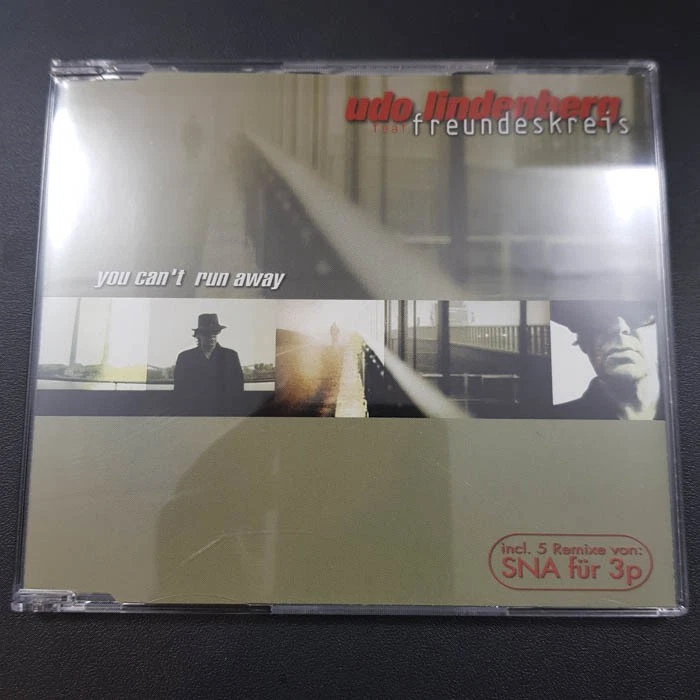 udo lindenberg
feat freundeskreis
you can't run away
incl. 5 Remixe von:
SNA für 3p